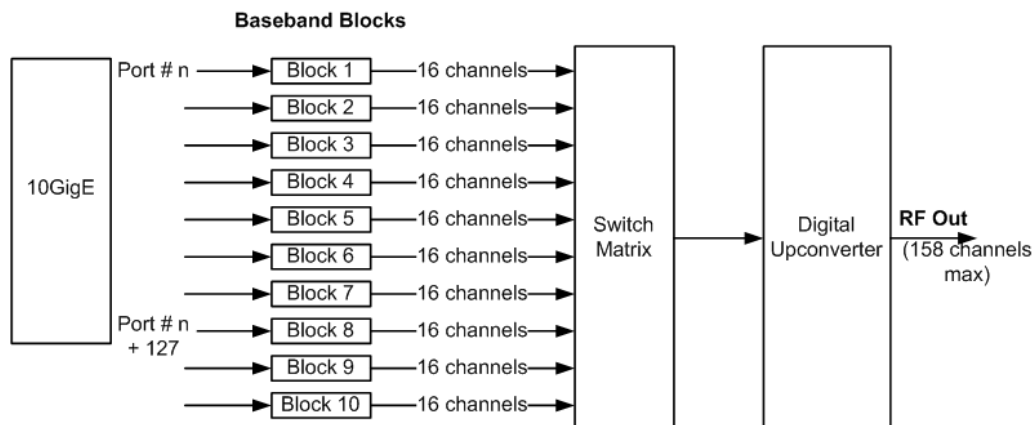 Baseband Blocks
10GigE
Port # n
Block 1
16 channels
Block 2
16 channels
Block 3
16 channels
Block 4
16 channels
Block 5
16 channels
Block 6
16 channels
Block 7
16 channels
Port # n
+ 127
Block 8
16 channels
Block 9
16 channels
Block 10
16 channels
Switch
Matrix
Digital
Upconverter
RF Out
(158 channels
max)